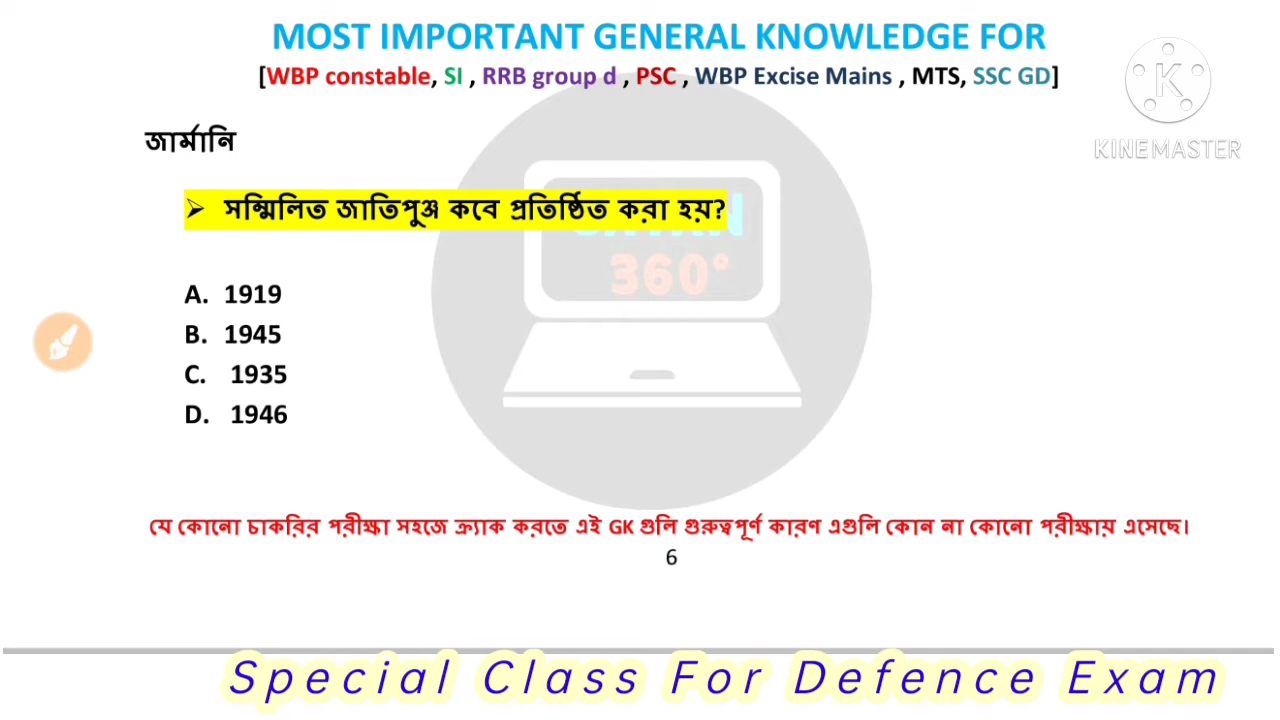 MOST IMPORTANT GENERAL KNOWLEDGE FOR
[WBP constable, SI , RRB group d , PSC , WBP Excise Mains , MTS, SSC GD]
K
KINEMASTER
জার্মানি
➢ সম্মিলিত জাতিপুঞ্জ কবে প্রতিষ্ঠিত করা হয়?
360°
A. 1919
B. 1945
C. 1935
D. 1946
যে কোনো চাকরির পরীক্ষা সহজে ক্র্যাক করতে এই GK গুলি গুরুত্বপূর্ণ কারণ এগুলি কোন না কোনো পরীক্ষায় এসেছে।
6
Special Class For Defence Exam